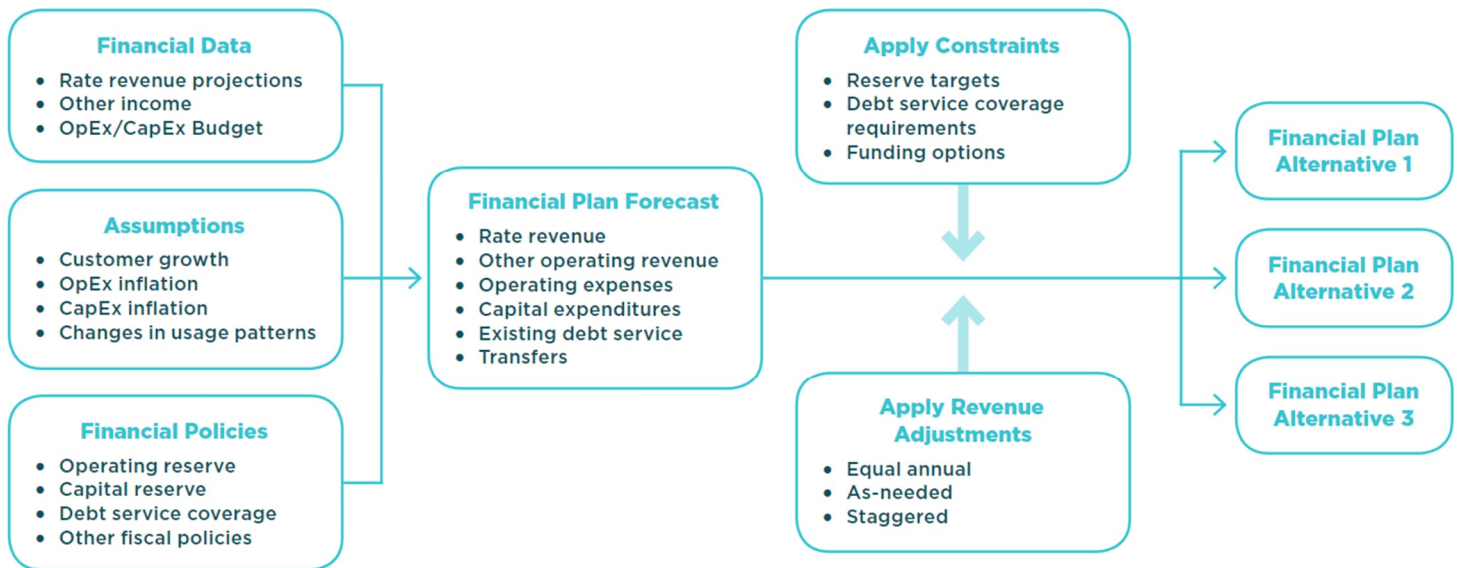 Financial Data
• Rate revenue projections
• Other income
• OpEx/CapEx Budget
Assumptions
• Customer growth
• OpEx inflation
• CapEx inflation
• Changes in usage patterns
Financial Policies
• Operating reserve
• Capital reserve
• Debt service coverage
• Other fiscal policies
Financial Plan Forecast
• Rate revenue
• Other operating revenue
• Operating expenses
• Capital expenditures
• Existing debt service
• Transfers
Apply Constraints
• Reserve targets
• Debt service coverage
requirements
• Funding options
Apply Revenue
Adjustments
• Equal annual
• As-needed
• Staggered
Financial Plan
Alternative 1
Financial Plan
Alternative 2
Financial Plan
Alternative 3